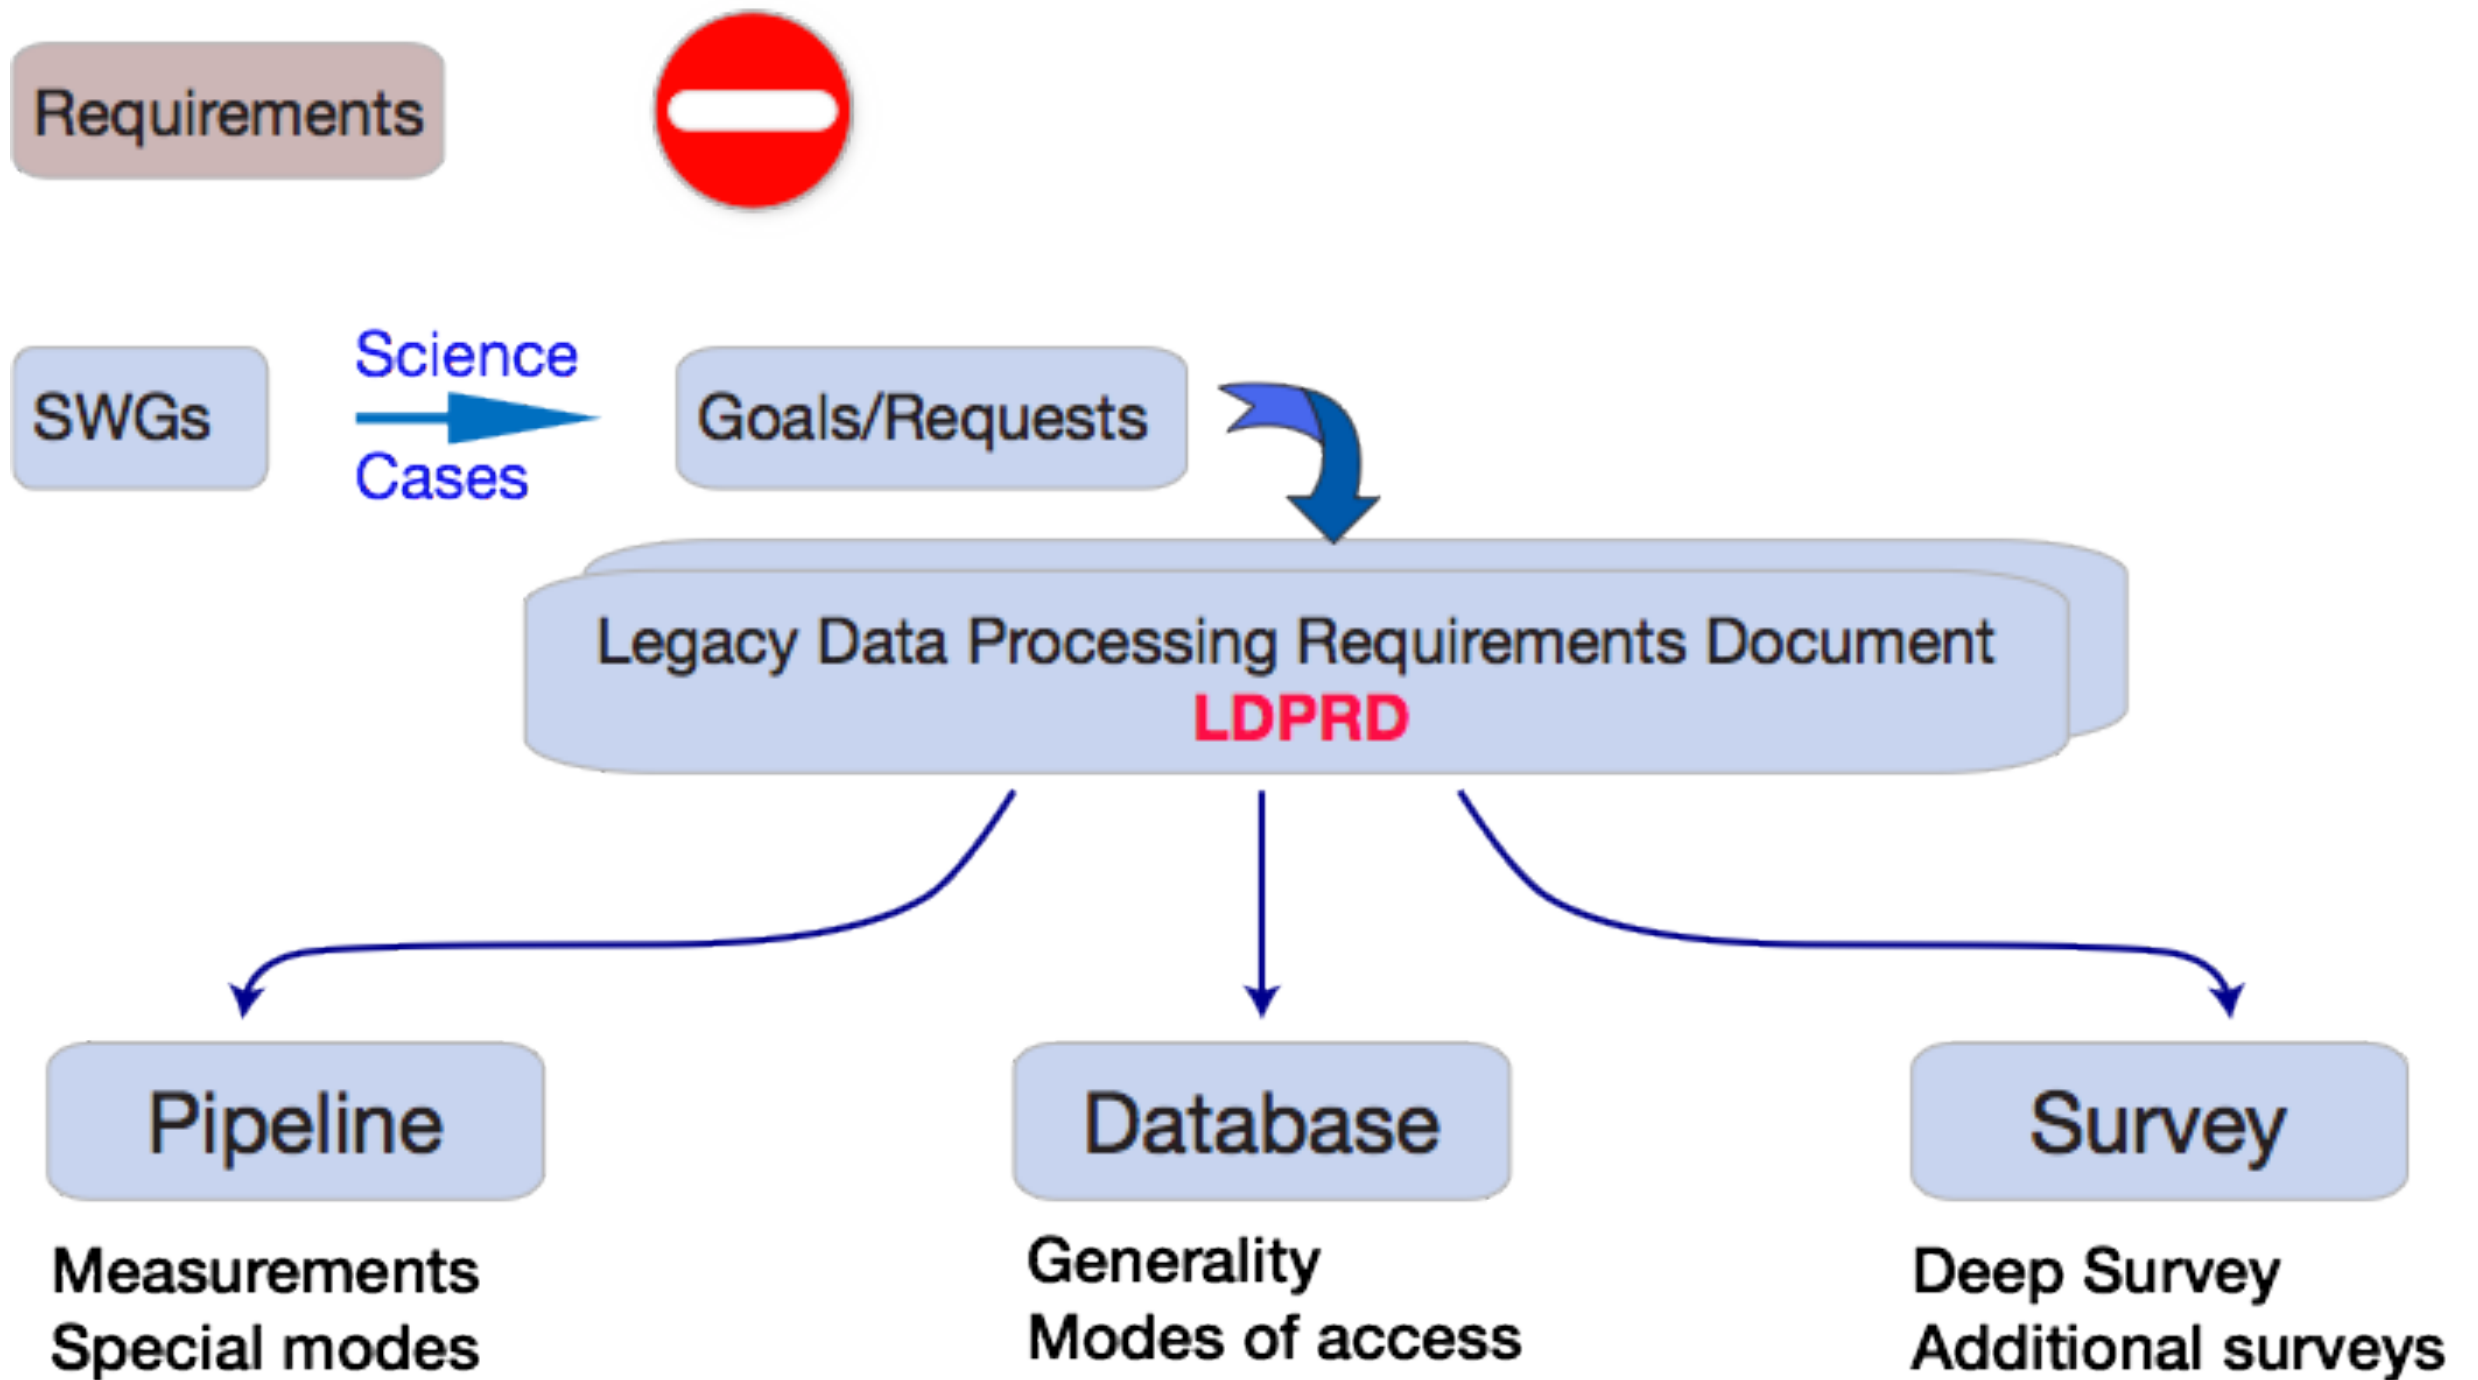 Requirements
Science
SWGs
Cases
Goals/Requests
Legacy Data Processing Requirements Document
LDPRD
Pipeline
Measurements
Special modes
Database
Generality
Modes of access
Survey
Deep Survey
Additional surveys